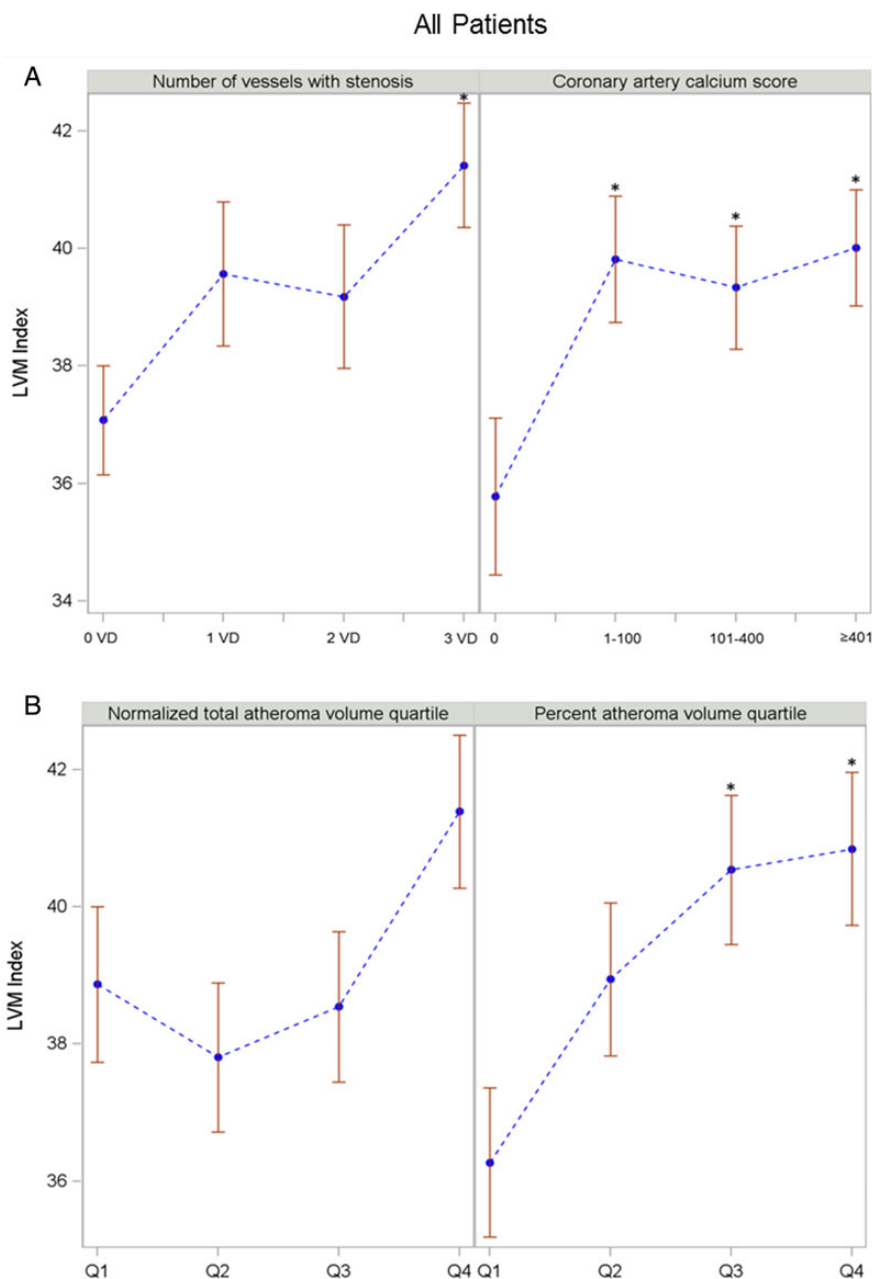 All Patients
A
Number of vessels with stenosis
Coronary artery calcium score
*
*
*
*
42
40
38
36
34
LVM Index
0 VD 1 VD 2 VD 3 VD 0 1-100 101-400 ≥401
B
Normalized total atheroma volume quartile
Percent atheroma volume quartile
*
*
42
40
38
36
LVM Index
Q1 Q2 Q3 Q4 Q1 Q2 Q3 Q4